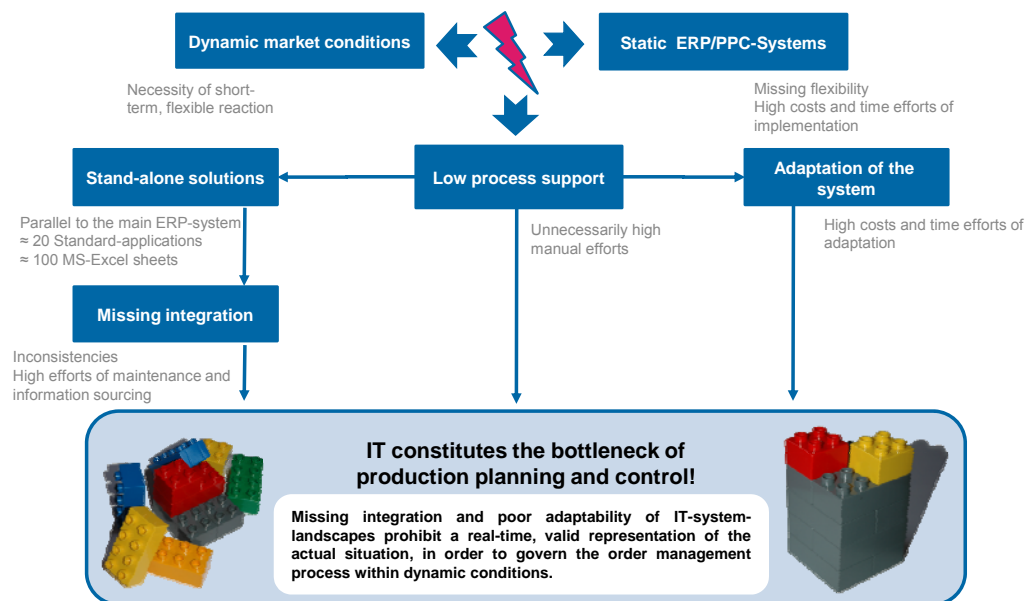 Dynamic market conditions
Static ERP/PPC-Systems
Necessity of short-
term, flexible reaction
Missing flexibility
High costs and time efforts of
implementation
Stand-alone solutions
Low process support
Adaptation of the
system
Parallel to the main ERP-system
≈ 20 Standard-applications
≈ 100 MS-Excel sheets
Unnecessarily high
manual efforts
High costs and time efforts of
adaptation
Missing integration
Inconsistencies
High efforts of maintenance and
information sourcing
IT constitutes the bottleneck of
production planning and control!
Missing integration and poor adaptability of IT-system-
landscapes prohibit a real-time, valid representation of the
actual situation, in order to govern the order management
process within dynamic conditions.